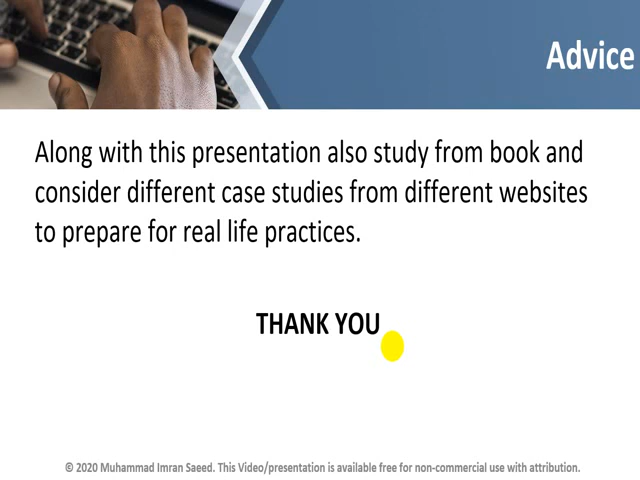 Advice
Along with this presentation also study from book and
consider different case studies from different websites
to prepare for real life practices.
THANK YOU
© 2020 Muhammad Imran Saeed. This Video/presentation is available free for non-commercial use with attribution.